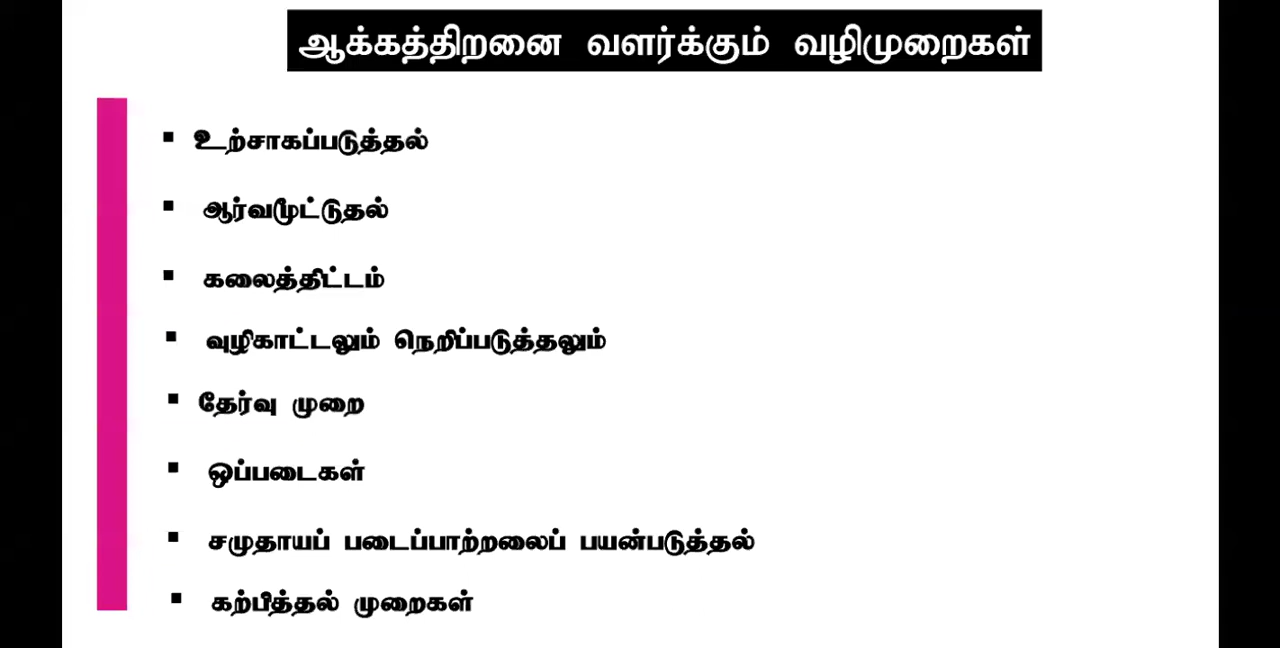 ஆக்கத்திறனை வளர்க்கும் வழிமுறைகள்
▪ உற்சாகப்படுத்தல்
▪ ஆர்வமூட்டுதல்
▪ கலைத்திட்டம்
▪ வுழிகாட்டலும் நெறிப்படுத்தலும்
▪ தேர்வு முறை
▪ ஒப்படைகள்
▪ சமுதாயப் படைப்பாற்றலைப் பயன்படுத்தல்
▪ கற்பித்தல் முறைகள்